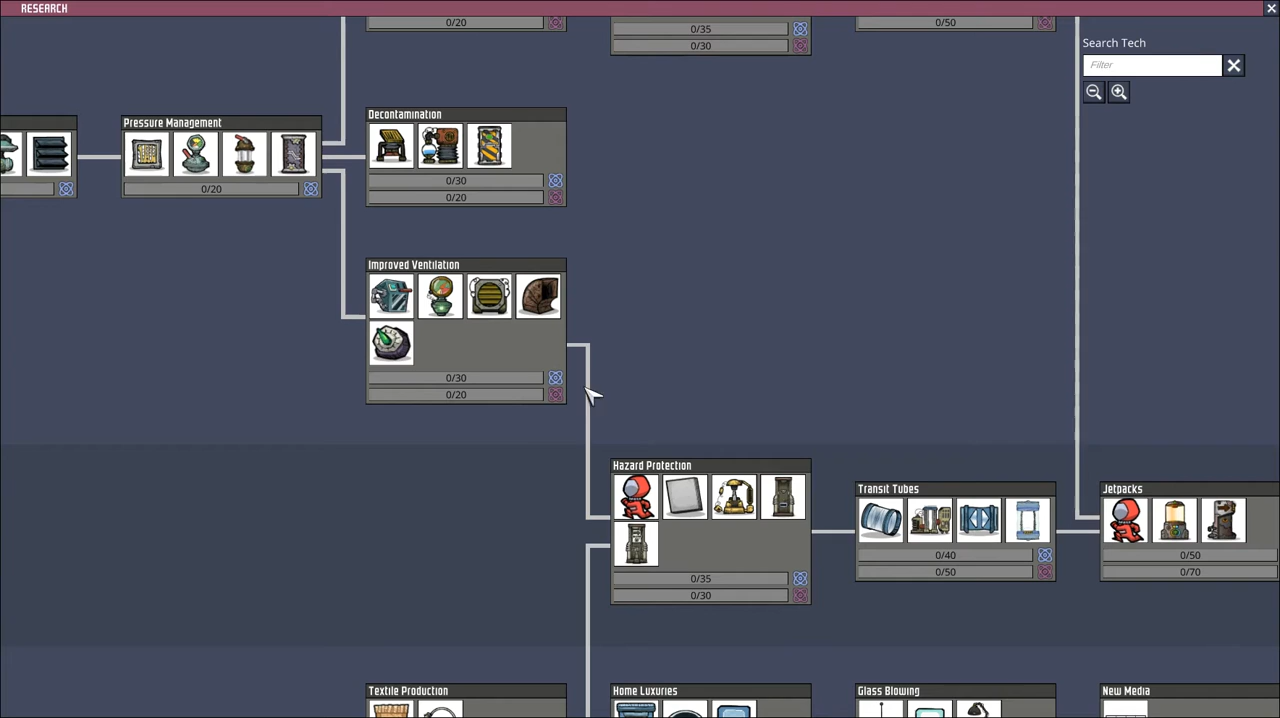 RESEARCH
Search Tech
Filter
0/20
0/35
0/30
0/50
Pressure Management
0/20
Decontamination
0/30
0/20
Improved Ventilation
0/30
0/20
Hazard Protection
0/35
0/30
Transit Tubes
0/40
0/50
Jetpacks
0/50
0/70
Textile Production
Home Luxuries
Glass Blowing
New Media